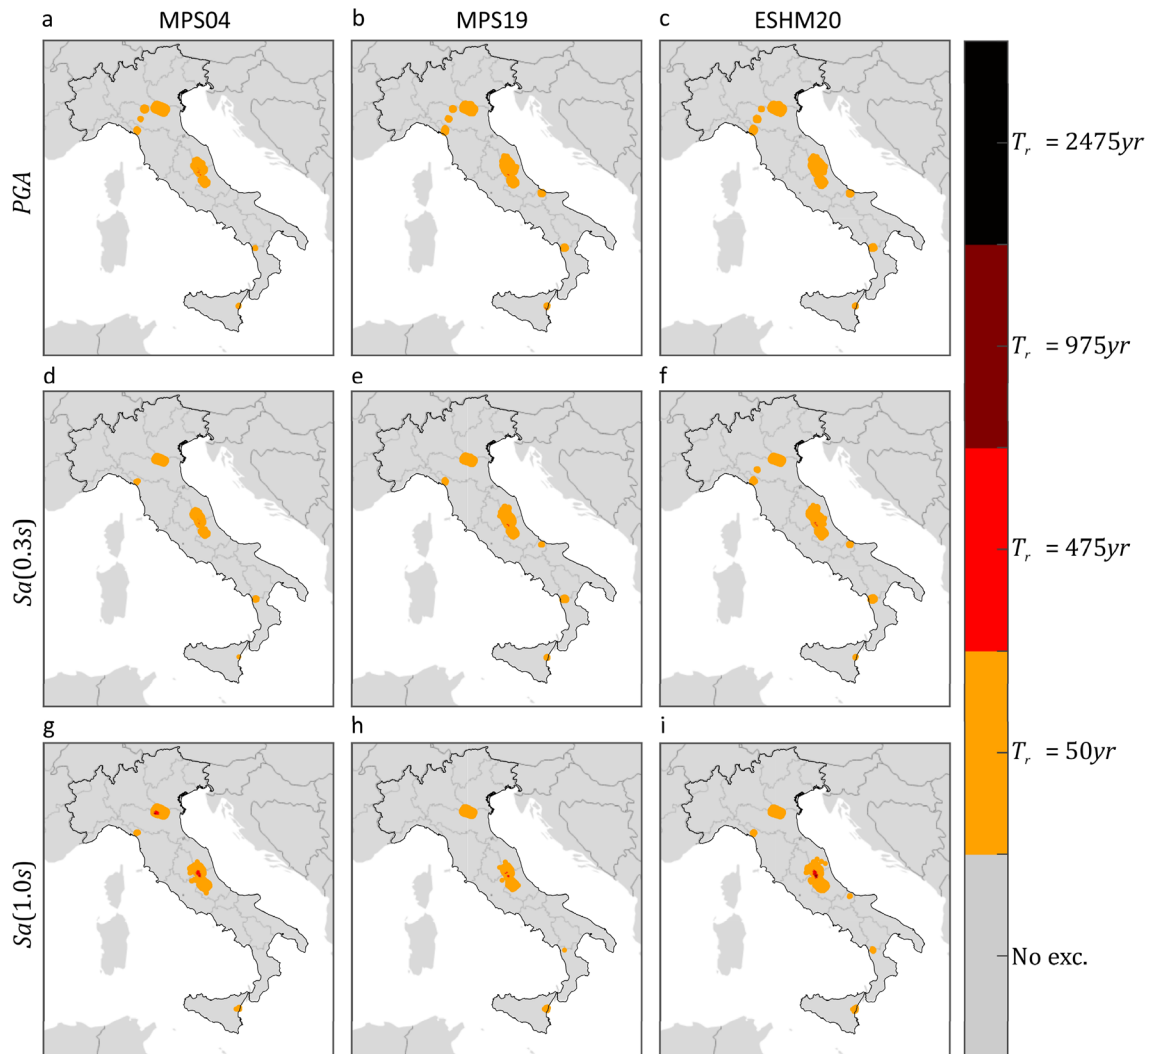 a MPS04 b MPS19 c ESHM20
PGA
T_r = 2475yr
T_r = 975yr
d e f
Sa(0.3s)
T_r = 475yr
g h i
T_r = 50yr
Sa(1.0s)
No exc.